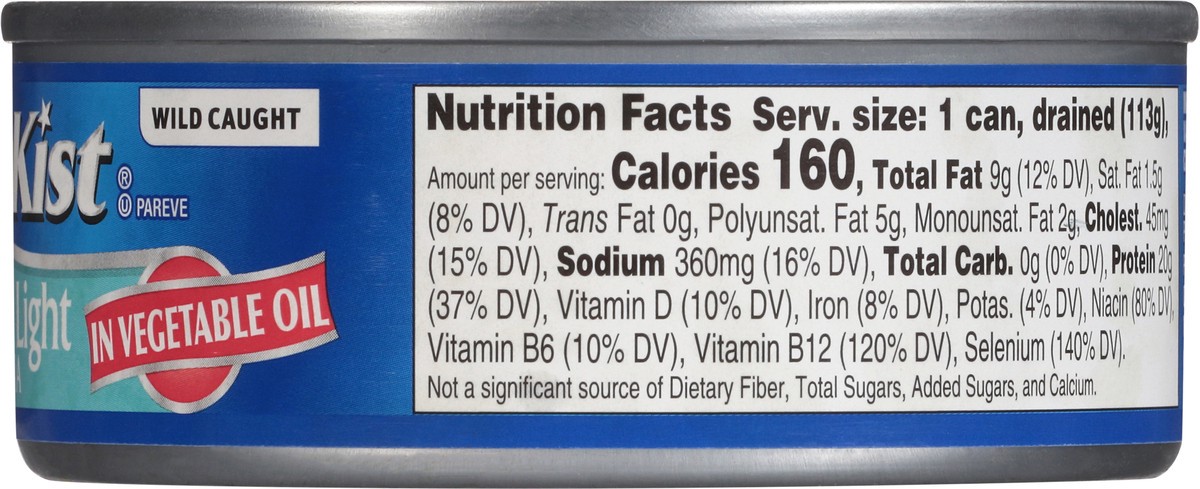 WILD CAUGHT
Kist ®
Ⓤ PAREVE
Light
IN VEGETABLE OIL
Nutrition Facts Serv. size: 1 can, drained (113g),
Amount per serving: Calories 160, Total Fat 9g (12% DV), Sat. Fat 1.5g
(8% DV), Trans Fat 0g, Polyunsat. Fat 5g, Monounsat. Fat 2g, Cholest. 45mg
(15% DV), Sodium 360mg (16% DV), Total Carb. 0g (0% DV), Protein 20g
(37% DV), Vitamin D (10% DV), Iron (8% DV), Potas. (4% DV), Niacin (80% DV),
Vitamin B6 (10% DV), Vitamin B12 (120% DV), Selenium (140% DV).
Not a significant source of Dietary Fiber, Total Sugars, Added Sugars, and Calcium.